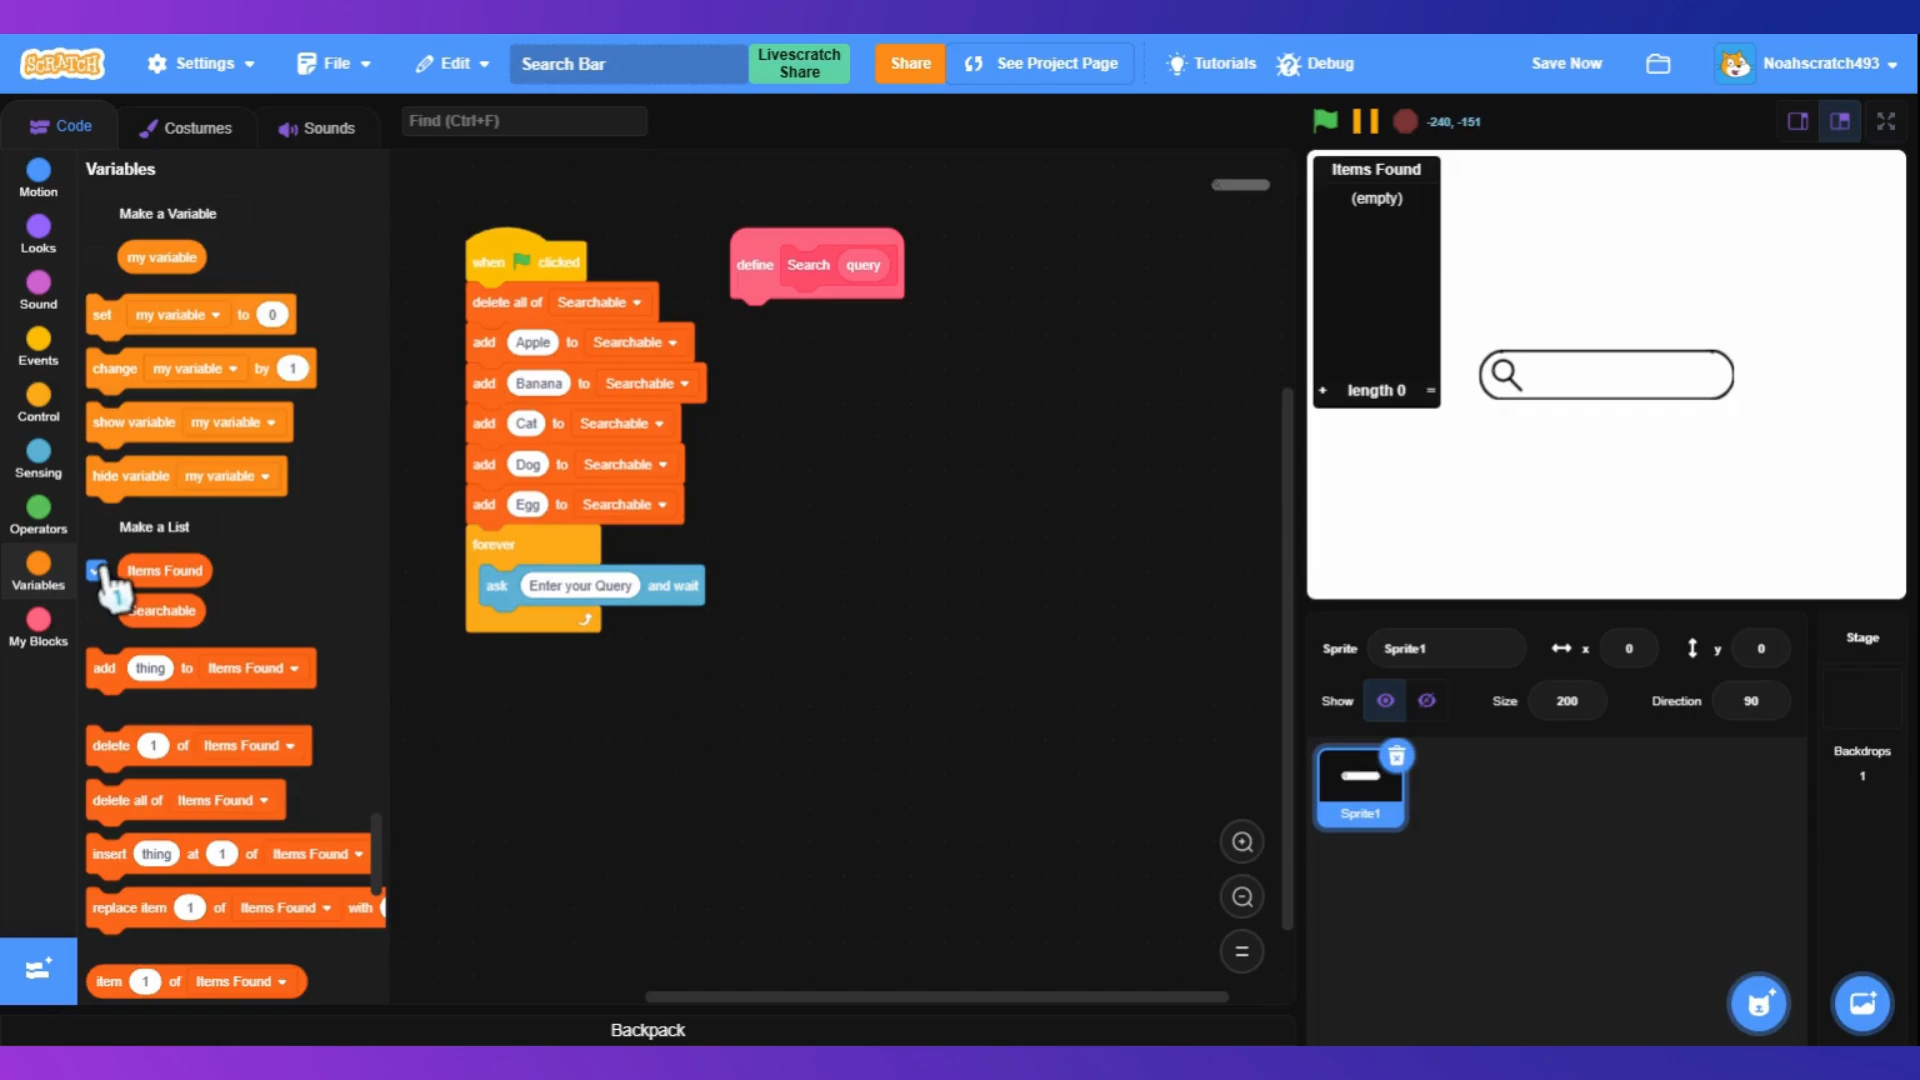 SCRATCH
Settings
File
Edit
Search Bar
Livescratch
Share
Share
See Project Page
Tutorials
Debug
Save Now
Noahscratch493
Code
Costumes
Sounds
Find (Ctrl+F)
-240, -151
Motion
Looks
Sound
Events
Control
Sensing
Operators
Variables
My Blocks
Variables
Make a Variable
my variable
set my variable to 0
change my variable by 1
show variable my variable
hide variable my variable
Make a List
Items Found
Searchable
add thing to Items Found
delete 1 of Items Found
delete all of Items Found
insert thing at 1 of Items Found
replace item 1 of Items Found with
item 1 of Items Found
when clicked
delete all of Searchable
add Apple to Searchable
add Banana to Searchable
add Cat to Searchable
add Dog to Searchable
add Egg to Searchable
forever
ask Enter your Query and wait
define Search query
Items Found
(empty)
+ length 0 =
Sprite Sprite1 x 0 y 0
Show Size 200 Direction 90
Sprite1
Stage
Backdrops
1
Backpack